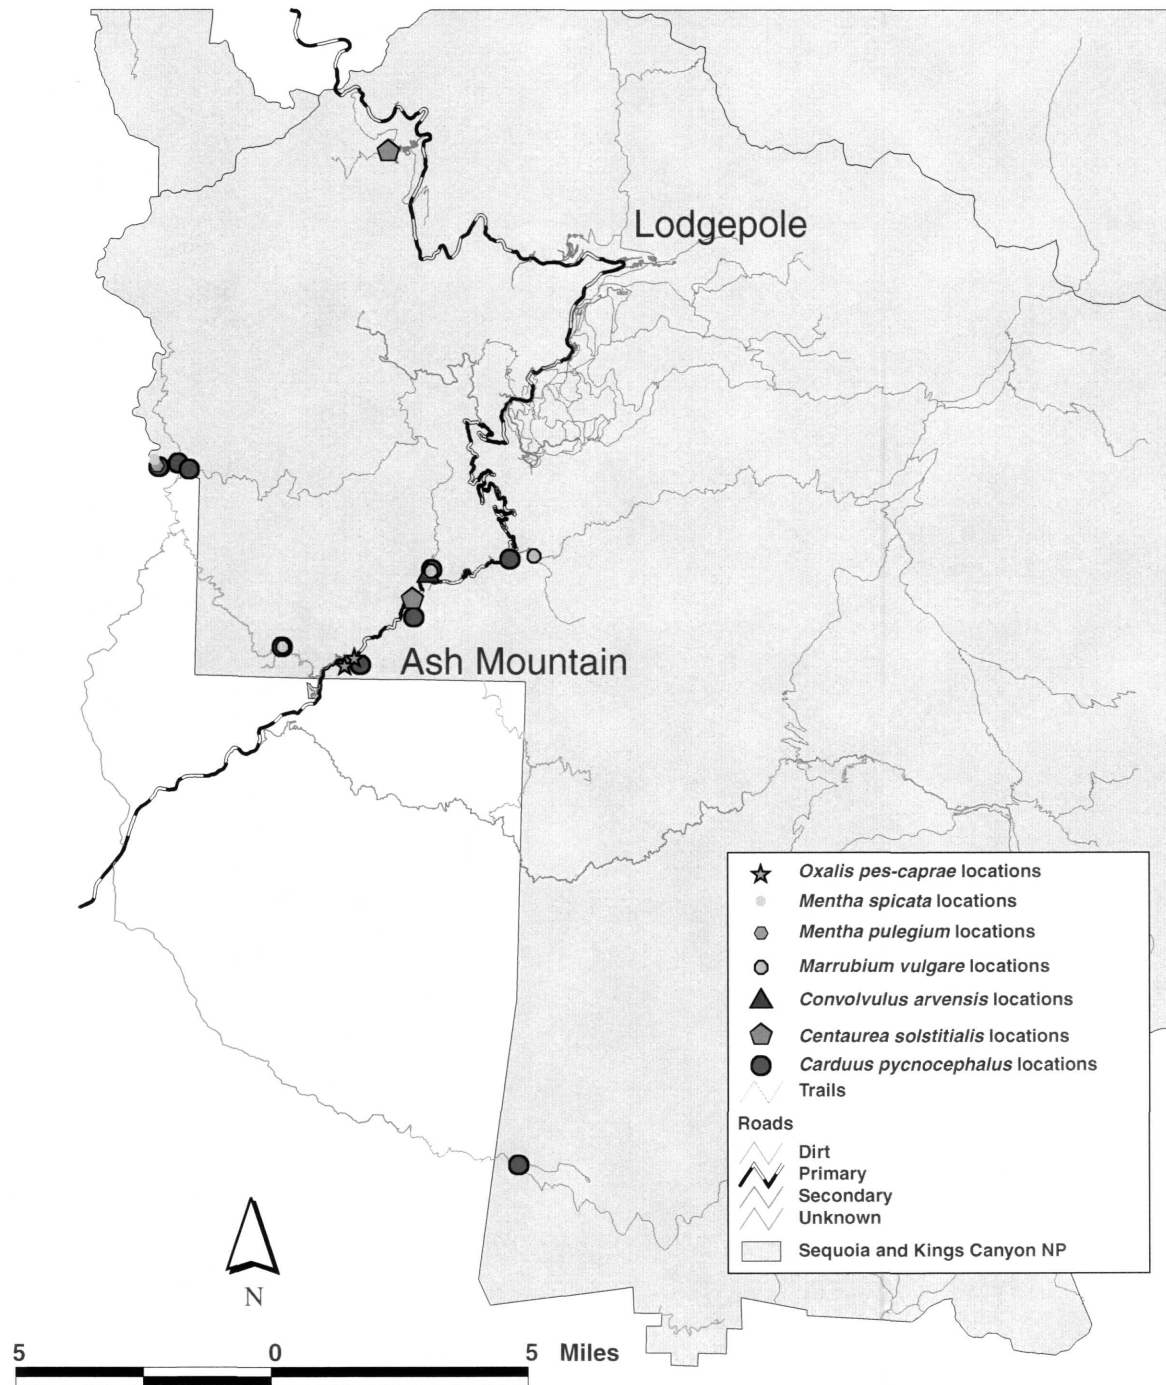 Lodgepole
Ash Mountain
Oxalis pes-caprae locations
Mentha spicata locations
Mentha pulegium locations
Marrubium vulgare locations
Convolvulus arvensis locations
Centaurea solstitialis locations
Carduus pycnocephalus locations
Trails
Roads
Dirt
Primary
Secondary
Unknown
Sequoia and Kings Canyon NP
N
5 0 5 Miles